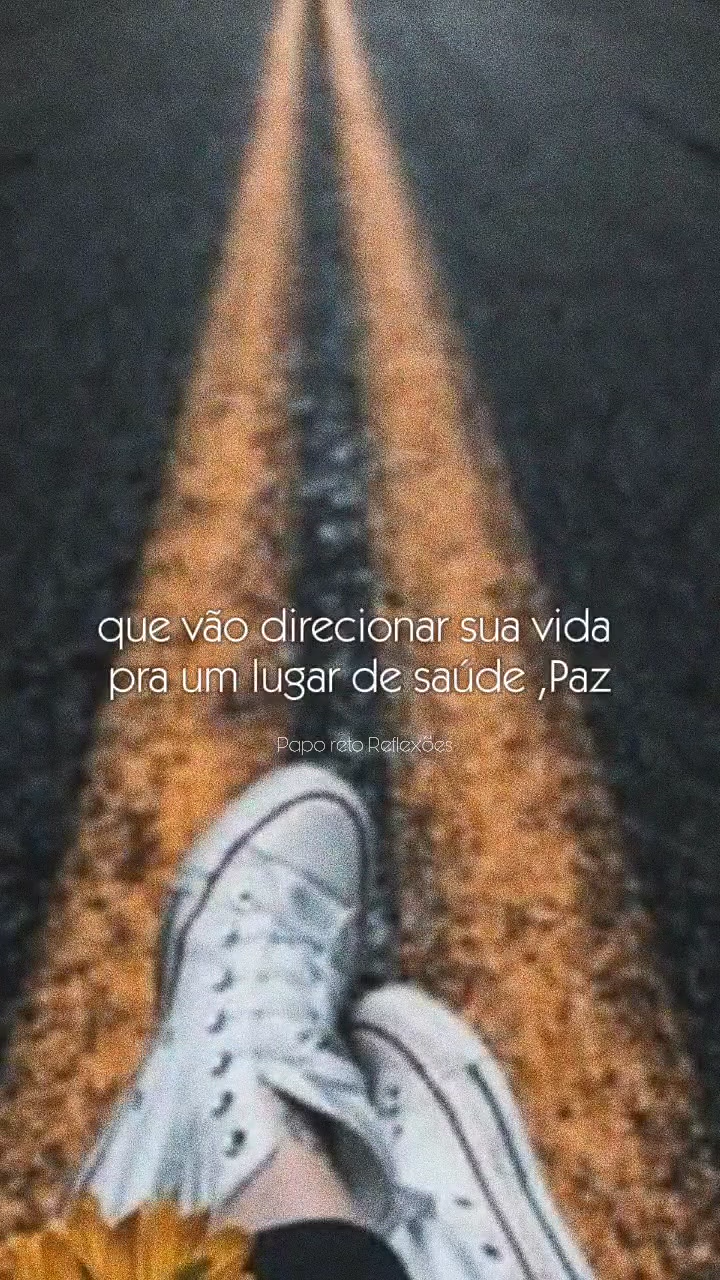 que vão direcionar sua vida
pra um lugar de saúde ,Paz
Papo reto Reflexões